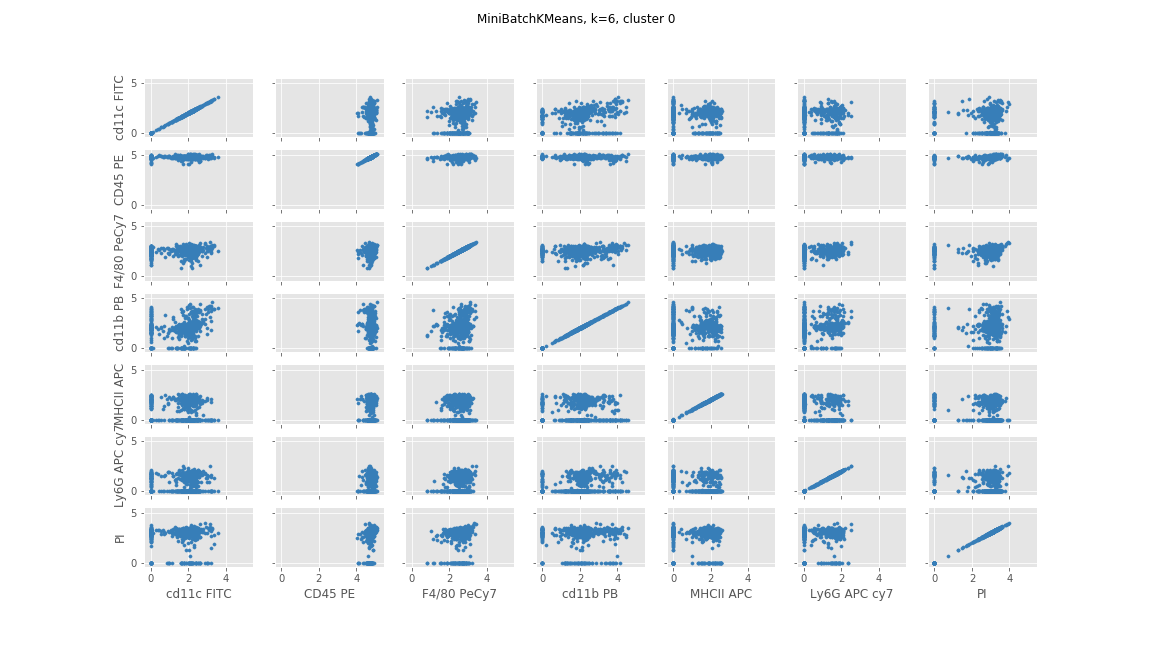 MiniBatchKMeans, k=6, cluster 0
cd11c FITC
5
0
CD45 PE
5
0
F4/80 PeCy7
5
0
cd11b PB
5
0
MHCII APC
5
0
Ly6G APC cy7
5
0
PI
5
0
0 2 4 0 2 4 0 2 4 0 2 4 0 2 4 0 2 4 0 2 4
cd11c FITC CD45 PE F4/80 PeCy7 cd11b PB MHCII APC Ly6G APC cy7 PI